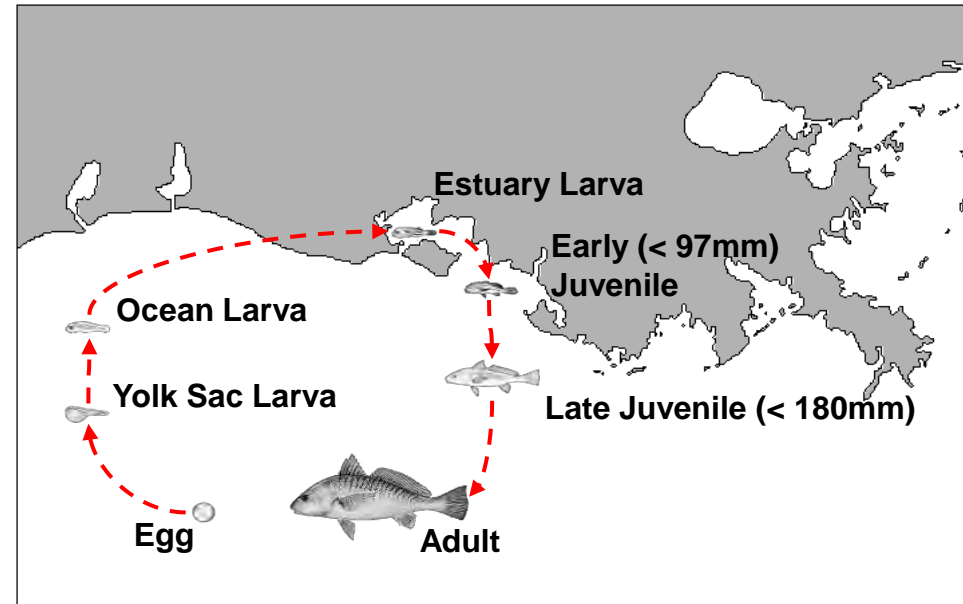 Estuary Larva
Early (< 97mm)
Juvenile
Ocean Larva
Yolk Sac Larva
Late Juvenile (< 180mm)
Egg
Adult